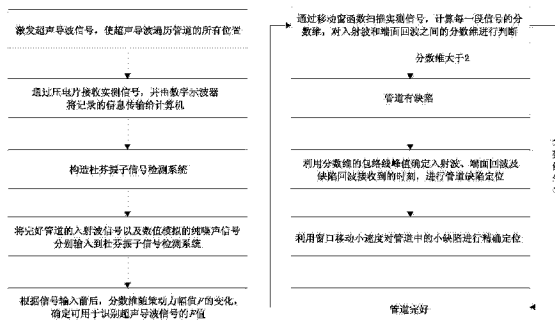 激发超声导波信号，使超声导波遍历管道的所有位置
通过压电片接收实测信号，并由数字示波器
将记录的信息传输给计算机
构造杜芬振子信号检测系统
将完好管道的入射波信号以及数值模拟的纯噪声信号
分别输入到杜芬振子信号检测系统
根据信号输入前后，分数维随策动力幅值F的变化，
确定可用于识别超声导波信号的F值
通过移动窗函数扫描实测信号，计算每一段信号的分
数维，对入射波和端面回波之间的分数维进行判断
分数维大于2
管道有缺陷
利用分数维的包络线峰值确定入射波、端面回波及
缺陷回波接收到的时刻，进行管道缺陷定位
利用窗口移动小速度对管道中的小缺陷进行精确定位
管道完好